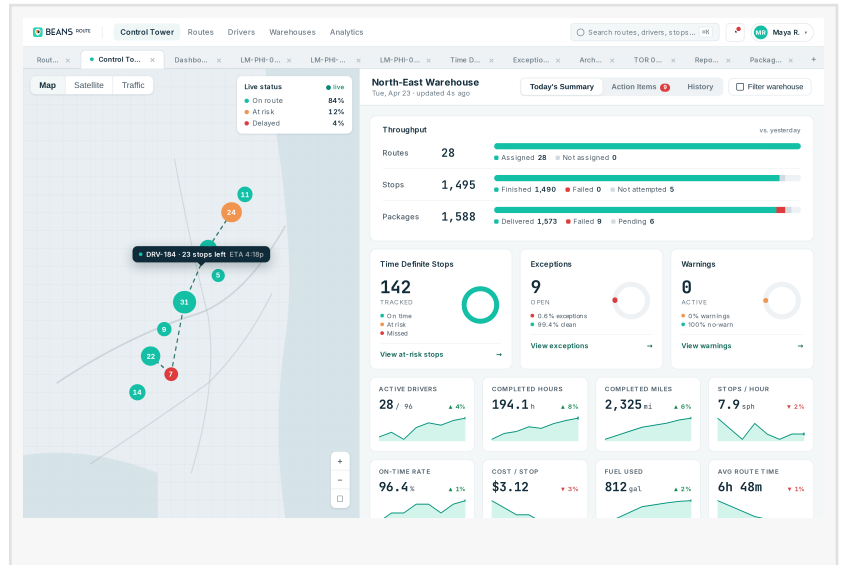 BEANS ROUTE Control Tower Routes Drivers Warehouses Analytics Search routes, drivers, stops... ⌘K MR Maya R.
Rout... × Control To... × Dashbo... × LM-PHI-0... × LM-PHI-... × LM-PHI-0... × Time D... × Exceptio... × Arch... × TOR 0... × Repo... × Packag... × +
Map Satellite Traffic
Live status live
On route 84%
At risk 12%
Delayed 4%
11
24
DRV-184 · 23 stops left ETA 4:18p
5
31
9
22
7
14
+
−
North-East Warehouse
Tue, Apr 23 · updated 4s ago
Today's Summary Action Items 9 History
Filter warehouse
Throughput vs. yesterday
Routes 28
Assigned 28 Not assigned 0
Stops 1,495
Finished 1,490 Failed 0 Not attempted 5
Packages 1,588
Delivered 1,573 Failed 9 Pending 6
Time Definite Stops
142
TRACKED
On time
At risk
Missed
View at-risk stops →
Exceptions
9
OPEN
0.6% exceptions
99.4% clean
View exceptions →
Warnings
0
ACTIVE
0% warnings
100% no-warn
View warnings →
ACTIVE DRIVERS
28 / 96 ▲ 4%
COMPLETED HOURS
194.1 h ▲ 8%
COMPLETED MILES
2,325 mi ▲ 6%
STOPS / HOUR
7.9 sph ▼ 2%
ON-TIME RATE
96.4 % ▲ 1%
COST / STOP
$3.12 ▼ 3%
FUEL USED
812 gal ▲ 2%
AVG ROUTE TIME
6h 48m ▼ 1%